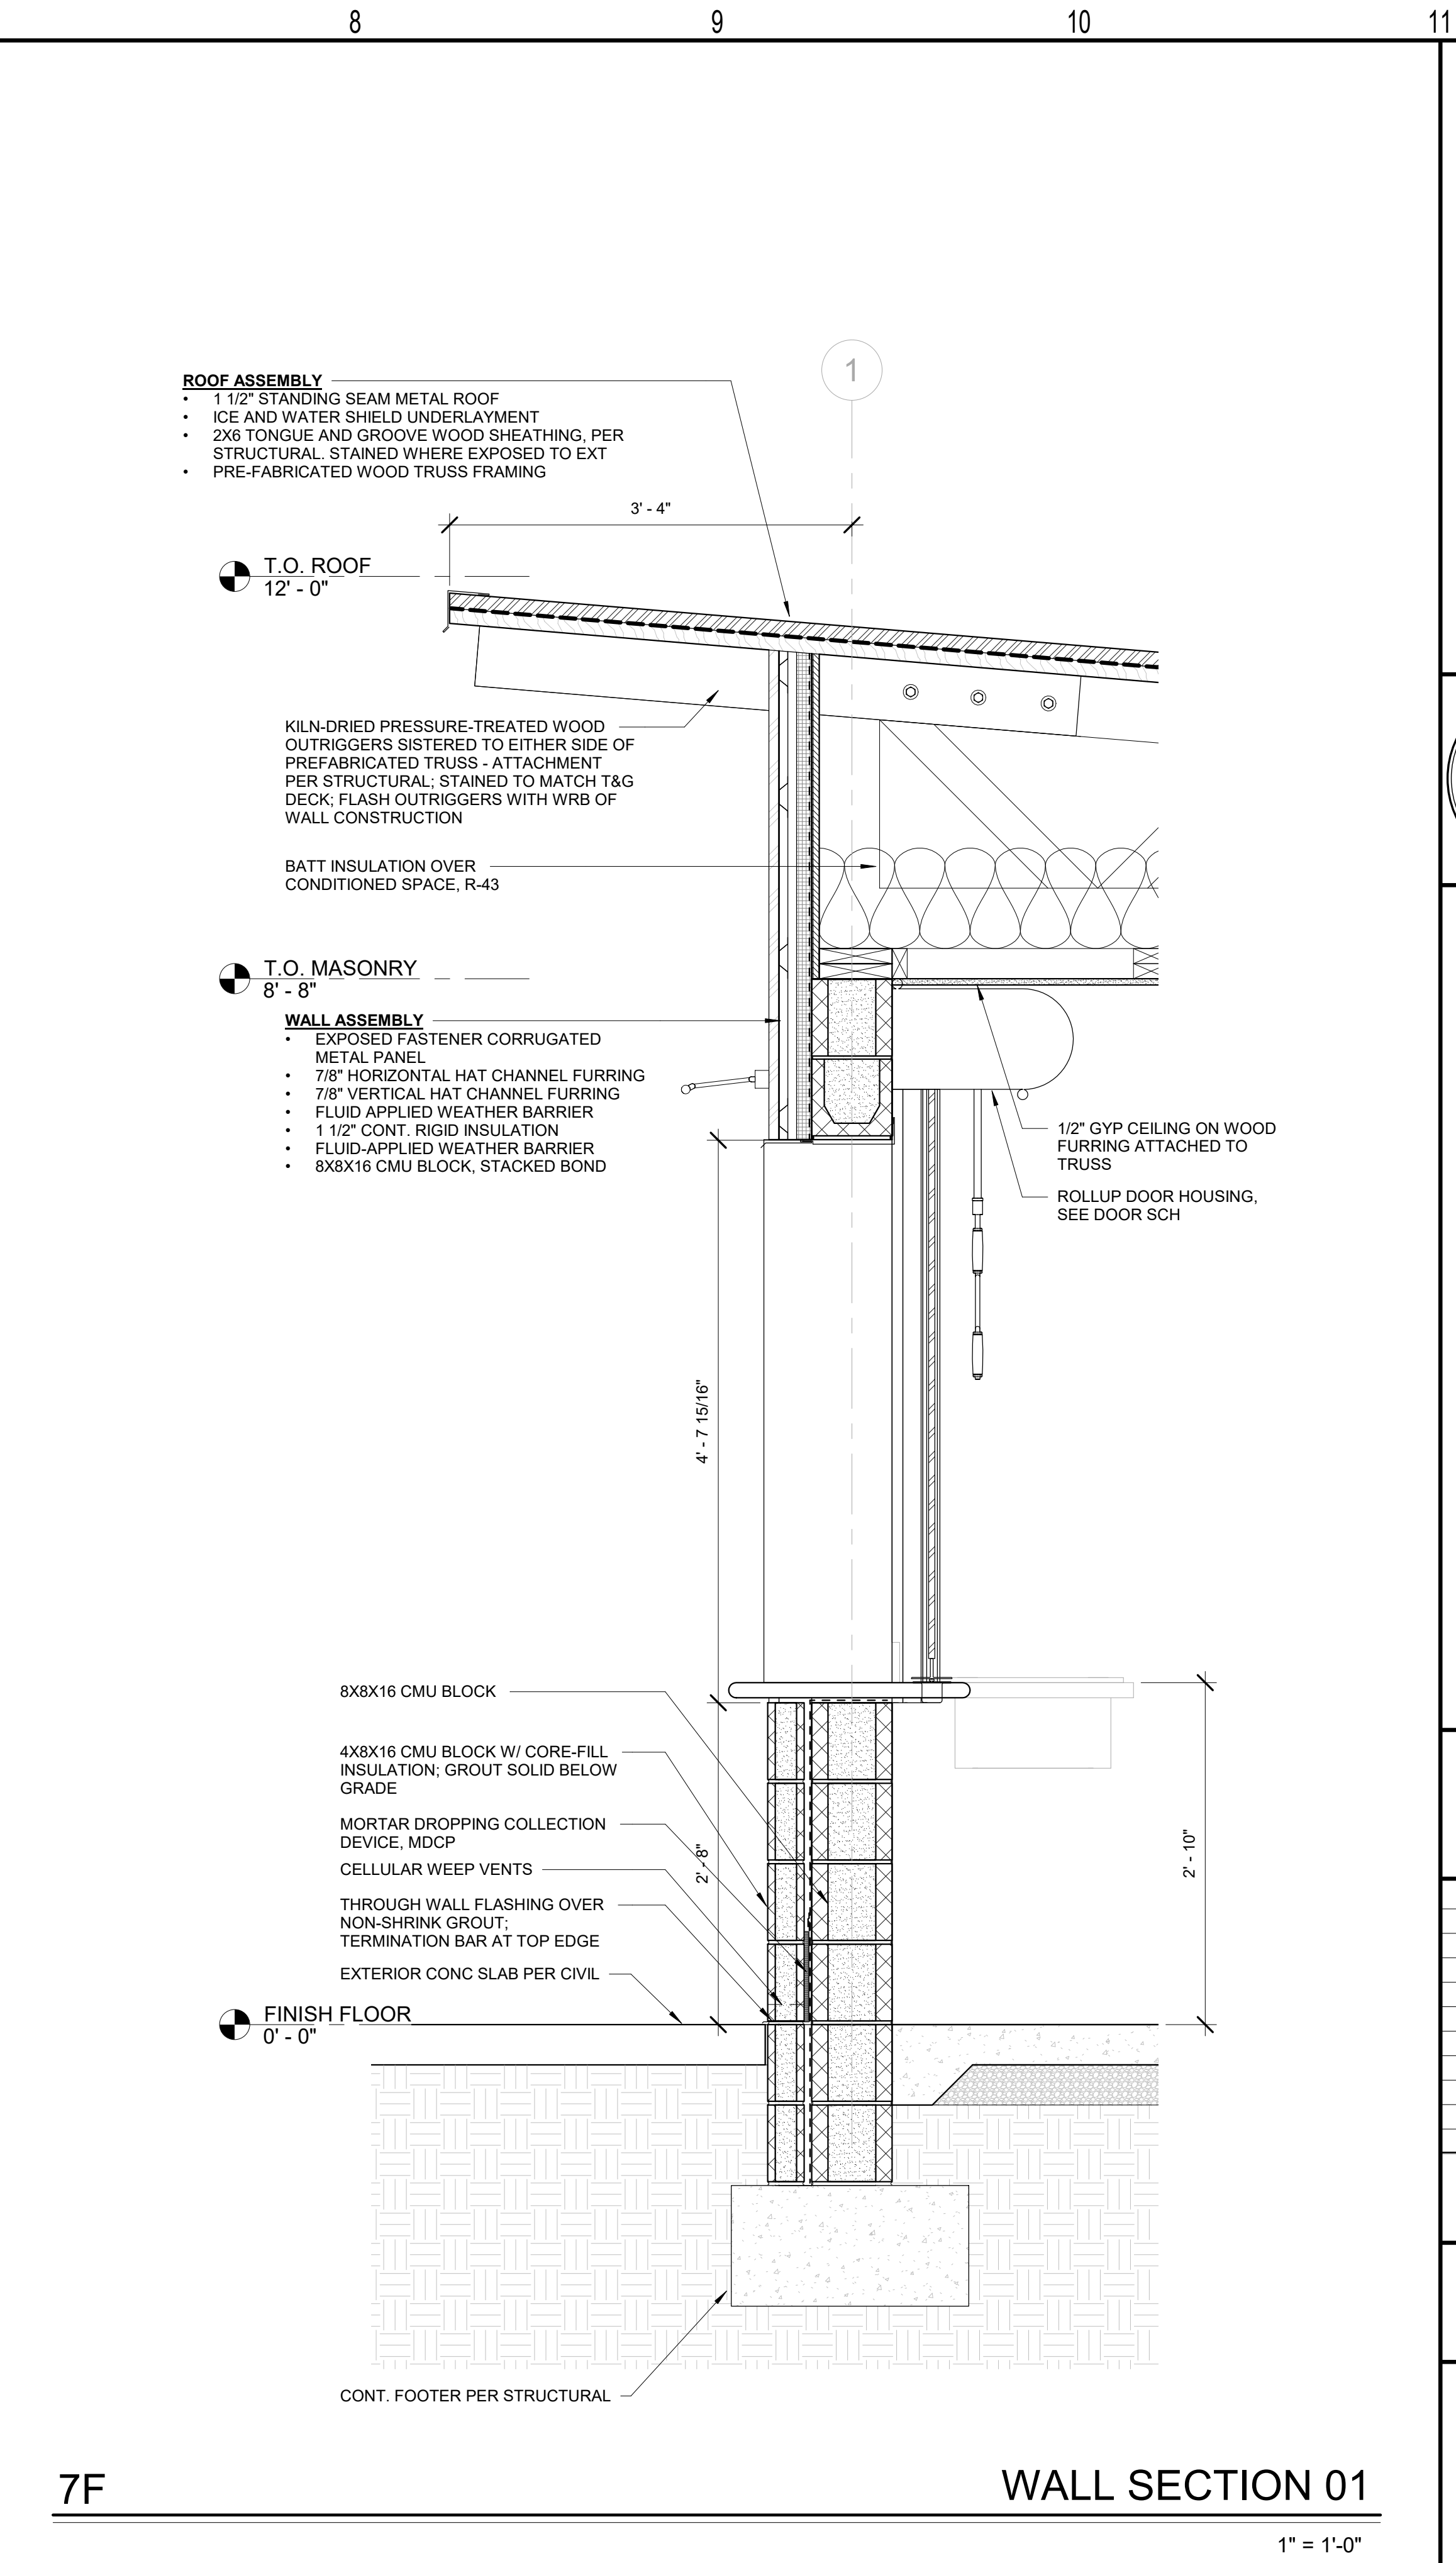 8 9 10 11
1
ROOF ASSEMBLY
• 1 1/2" STANDING SEAM METAL ROOF
• ICE AND WATER SHIELD UNDERLAYMENT
• 2X6 TONGUE AND GROOVE WOOD SHEATHING, PER
STRUCTURAL. STAINED WHERE EXPOSED TO EXT
• PRE-FABRICATED WOOD TRUSS FRAMING
3' - 4"
T.O. ROOF
12' - 0"
KILN-DRIED PRESSURE-TREATED WOOD
OUTRIGGERS SISTERED TO EITHER SIDE OF
PREFABRICATED TRUSS - ATTACHMENT
PER STRUCTURAL; STAINED TO MATCH T&G
DECK; FLASH OUTRIGGERS WITH WRB OF
WALL CONSTRUCTION
BATT INSULATION OVER
CONDITIONED SPACE, R-43
T.O. MASONRY
8' - 8"
WALL ASSEMBLY
• EXPOSED FASTENER CORRUGATED
METAL PANEL
• 7/8" HORIZONTAL HAT CHANNEL FURRING
• 7/8" VERTICAL HAT CHANNEL FURRING
• FLUID APPLIED WEATHER BARRIER
• 1 1/2" CONT. RIGID INSULATION
• FLUID-APPLIED WEATHER BARRIER
• 8X8X16 CMU BLOCK, STACKED BOND
1/2" GYP CEILING ON WOOD
FURRING ATTACHED TO
TRUSS
ROLLUP DOOR HOUSING,
SEE DOOR SCH
4' - 7 15/16"
8X8X16 CMU BLOCK
4X8X16 CMU BLOCK W/ CORE-FILL
INSULATION; GROUT SOLID BELOW
GRADE
MORTAR DROPPING COLLECTION
DEVICE, MDCP
CELLULAR WEEP VENTS
THROUGH WALL FLASHING OVER
NON-SHRINK GROUT;
TERMINATION BAR AT TOP EDGE
EXTERIOR CONC SLAB PER CIVIL
2' - 8"
2' - 10"
FINISH FLOOR
0' - 0"
CONT. FOOTER PER STRUCTURAL
7F
WALL SECTION 01
1" = 1'-0"